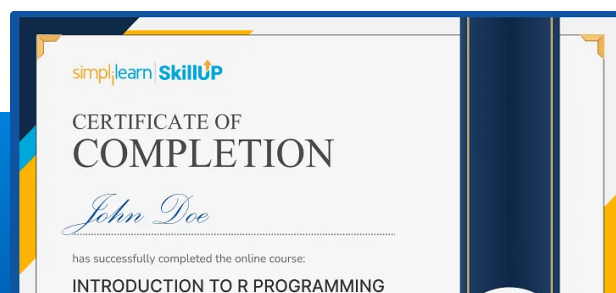 simplilearn | SkillUP
CERTIFICATE OF
COMPLETION
John Doe
has successfully completed the online course:
INTRODUCTION TO R PROGRAMMING